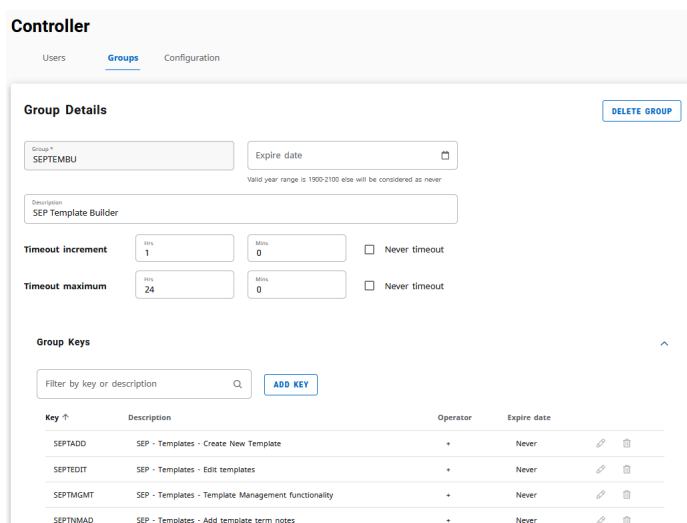 Controller
Users Groups Configuration
Group Details DELETE GROUP
Group *
SEPTEMBU
Expire date
Valid year range is 1900-2100 else will be considered as never
Description
SEP Template Builder
Timeout increment Hrs 1 Mins 0 Never timeout
Timeout maximum Hrs 24 Mins 0 Never timeout
Group Keys
Filter by key or description ADD KEY
Key ↑ Description Operator Expire date
SEPTADD SEP - Templates - Create New Template + Never
SEPTEDIT SEP - Templates - Edit templates + Never
SEPTMGMT SEP - Templates - Template Management functionality + Never
SEPTNMAD SEP - Templates - Add template term notes + Never